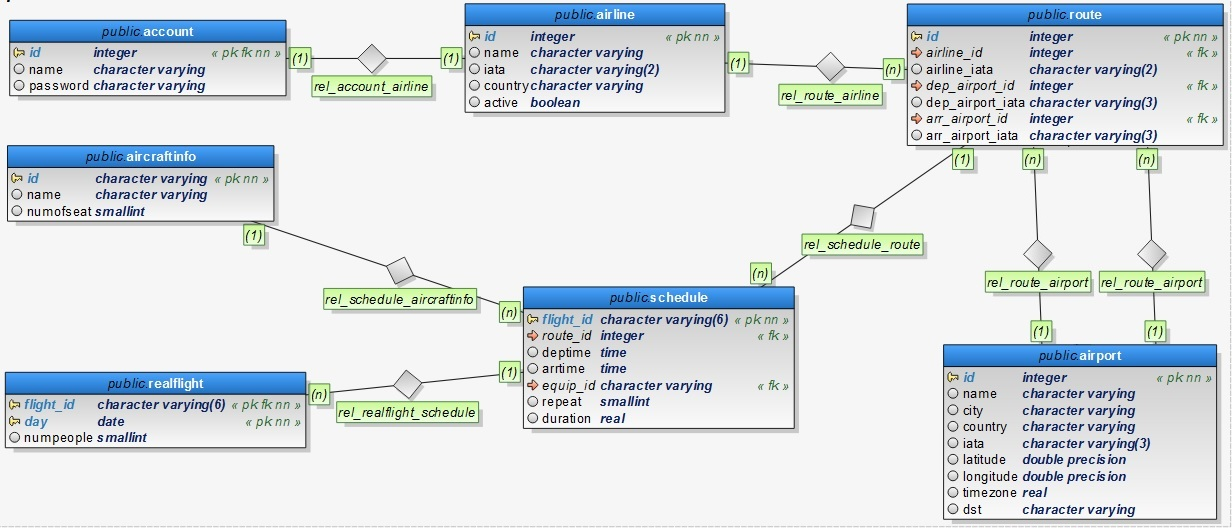 public.account
id integer « pk fk nn »
name character varying
password character varying
(1)
rel_account_airline
(1)
public.airline
id integer « pk nn »
name character varying
iata character varying(2)
country character varying
active boolean
(1)
rel_route_airline
(n)
public.route
id integer « pk nn »
airline_id integer « fk »
airline_iata character varying(2)
dep_airport_id integer « fk »
dep_airport_iata character varying(3)
arr_airport_id integer « fk »
arr_airport_iata character varying(3)
public.aircraftinfo
id character varying « pk nn »
name character varying
numofseat smallint
(1)
rel_schedule_aircraftinfo
(n)
(1)
rel_schedule_route
(n)
(n)
rel_route_airport
(1)
(n)
rel_route_airport
(1)
public.schedule
flight_id character varying(6) « pk nn »
route_id integer « fk »
deptime time
arrtime time
equip_id character varying « fk »
repeat smallint
duration real
public.realflight
flight_id character varying(6) « pk fk nn »
day date « pk nn »
numpeople smallint
(n)
rel_realflight_schedule
(1)
public.airport
id integer « pk nn »
name character varying
city character varying
country character varying
iata character varying(3)
latitude double precision
longitude double precision
timezone real
dst character varying